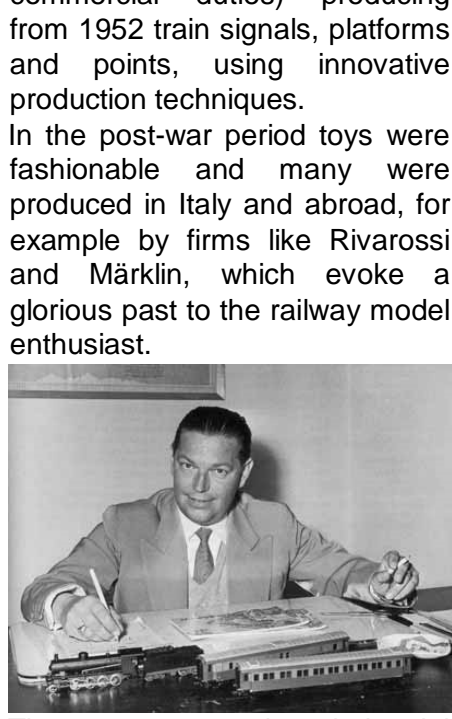 commercial duties) producing
from 1952 train signals, platforms
and points, using innovative
production techniques.
In the post-war period toys were
fashionable and many were
produced in Italy and abroad, for
example by firms like Rivarossi
and Märklin, which evoke a
glorious past to the railway model
enthusiast.